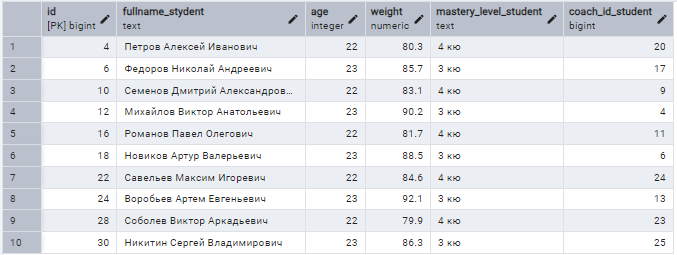 id fullname_stydent age weight mastery_level_student coach_id_student
[PK] bigint text integer numeric text bigint
1 4 Петров Алексей Иванович 22 80.3 4 кю 20
2 6 Федоров Николай Андреевич 23 85.7 3 кю 17
3 10 Семенов Дмитрий Александров... 22 83.1 4 кю 9
4 12 Михайлов Виктор Анатольевич 23 90.2 3 кю 4
5 16 Романов Павел Олегович 22 81.7 4 кю 11
6 18 Новиков Артур Валерьевич 23 88.5 3 кю 6
7 22 Савельев Максим Игоревич 22 84.6 4 кю 24
8 24 Воробьев Артем Евгеньевич 23 92.1 3 кю 13
9 28 Соболев Виктор Аркадьевич 22 79.9 4 кю 23
10 30 Никитин Сергей Владимирович 23 86.3 3 кю 25